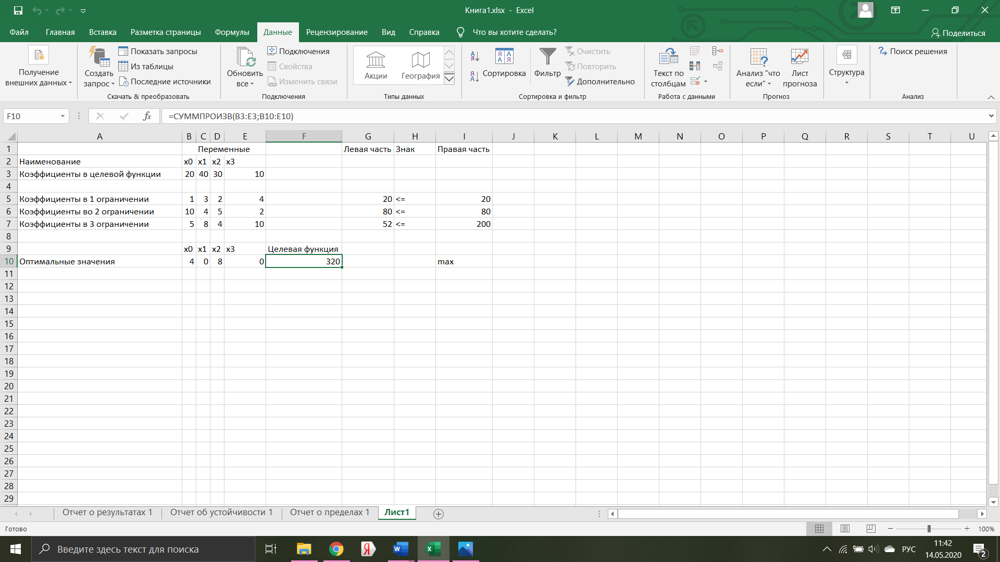 Книга1.xlsx - Excel
Файл Главная Вставка Разметка страницы Формулы Данные Рецензирование Вид Справка Что вы хотите сделать? Поделиться
Получение внешних данных
Создать запрос
Показать запросы
Из таблицы
Последние источники
Скачать & преобразовать
Обновить все
Подключения
Свойства
Изменить связи
Подключения
Акции География
Типы данных
Сортировка
Фильтр
Очистить
Повторить
Дополнительно
Сортировка и фильтр
Текст по столбцам
Работа с данными
Анализ "что если"
Лист прогноза
Прогноз
Структура
Поиск решения
Анализ
F10 fx =СУММПРОИЗВ(B3:E3;B10:E10)
A B C D E F G H I J K L M N O P Q R S T U
1 Переменные Левая часть Знак Правая часть
2 Наименование x0 x1 x2 x3
3 Коэффициенты в целевой функции 20 40 30 10
4
5 Коэффициенты в 1 ограничении 1 3 2 4 20 <= 20
6 Коэффициенты во 2 ограничении 10 4 5 2 80 <= 80
7 Коэффициенты в 3 ограничении 5 8 4 10 52 <= 200
8
9 x0 x1 x2 x3 Целевая функция
10 Оптимальные значения 4 0 8 0 320 max
11
12
13
14
15
16
17
18
19
20
21
22
23
24
25
26
27
28
29
Отчет о результатах 1 Отчет об устойчивости 1 Отчет о пределах 1 Лист1
Готово 100%
Введите здесь текст для поиска
РУС
11:42
14.05.2020
2